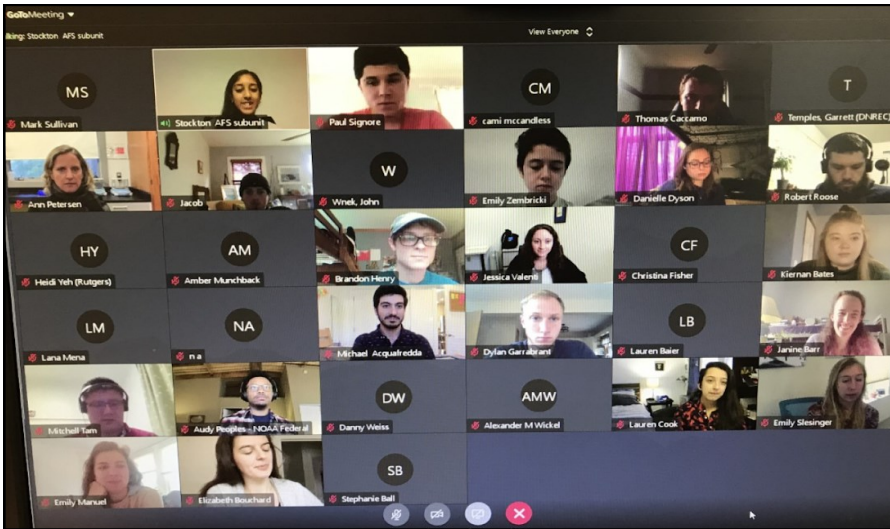 GoToMeeting
lking: Stockton AFS subunit
View Everyone
MS
CM
T
Mark Sullivan
Stockton AFS subunit
Paul Signore
cami mccandless
Thomas Caccamo
Temples, Garrett (DNREC)
W
Ann Petersen
Jacob
Wnek, John
Emily Zembricki
Danielle Dyson
Robert Roose
HY
AM
CF
Heidi Yeh (Rutgers)
Amber Munchback
Brandon Henry
Jessica Valenti
Christina Fisher
Kiernan Bates
LM
NA
LB
Lana Mena
n a
Michael Acquafredda
Dylan Garrabrant
Lauren Baier
Janine Barr
DW
AMW
Mitchell Tam
Audy Peoples - NOAA Federal
Danny Weiss
Alexander M Wickel
Lauren Cook
Emily Slesinger
SB
Emily Manuel
Elizabeth Bouchard
Stephanie Ball